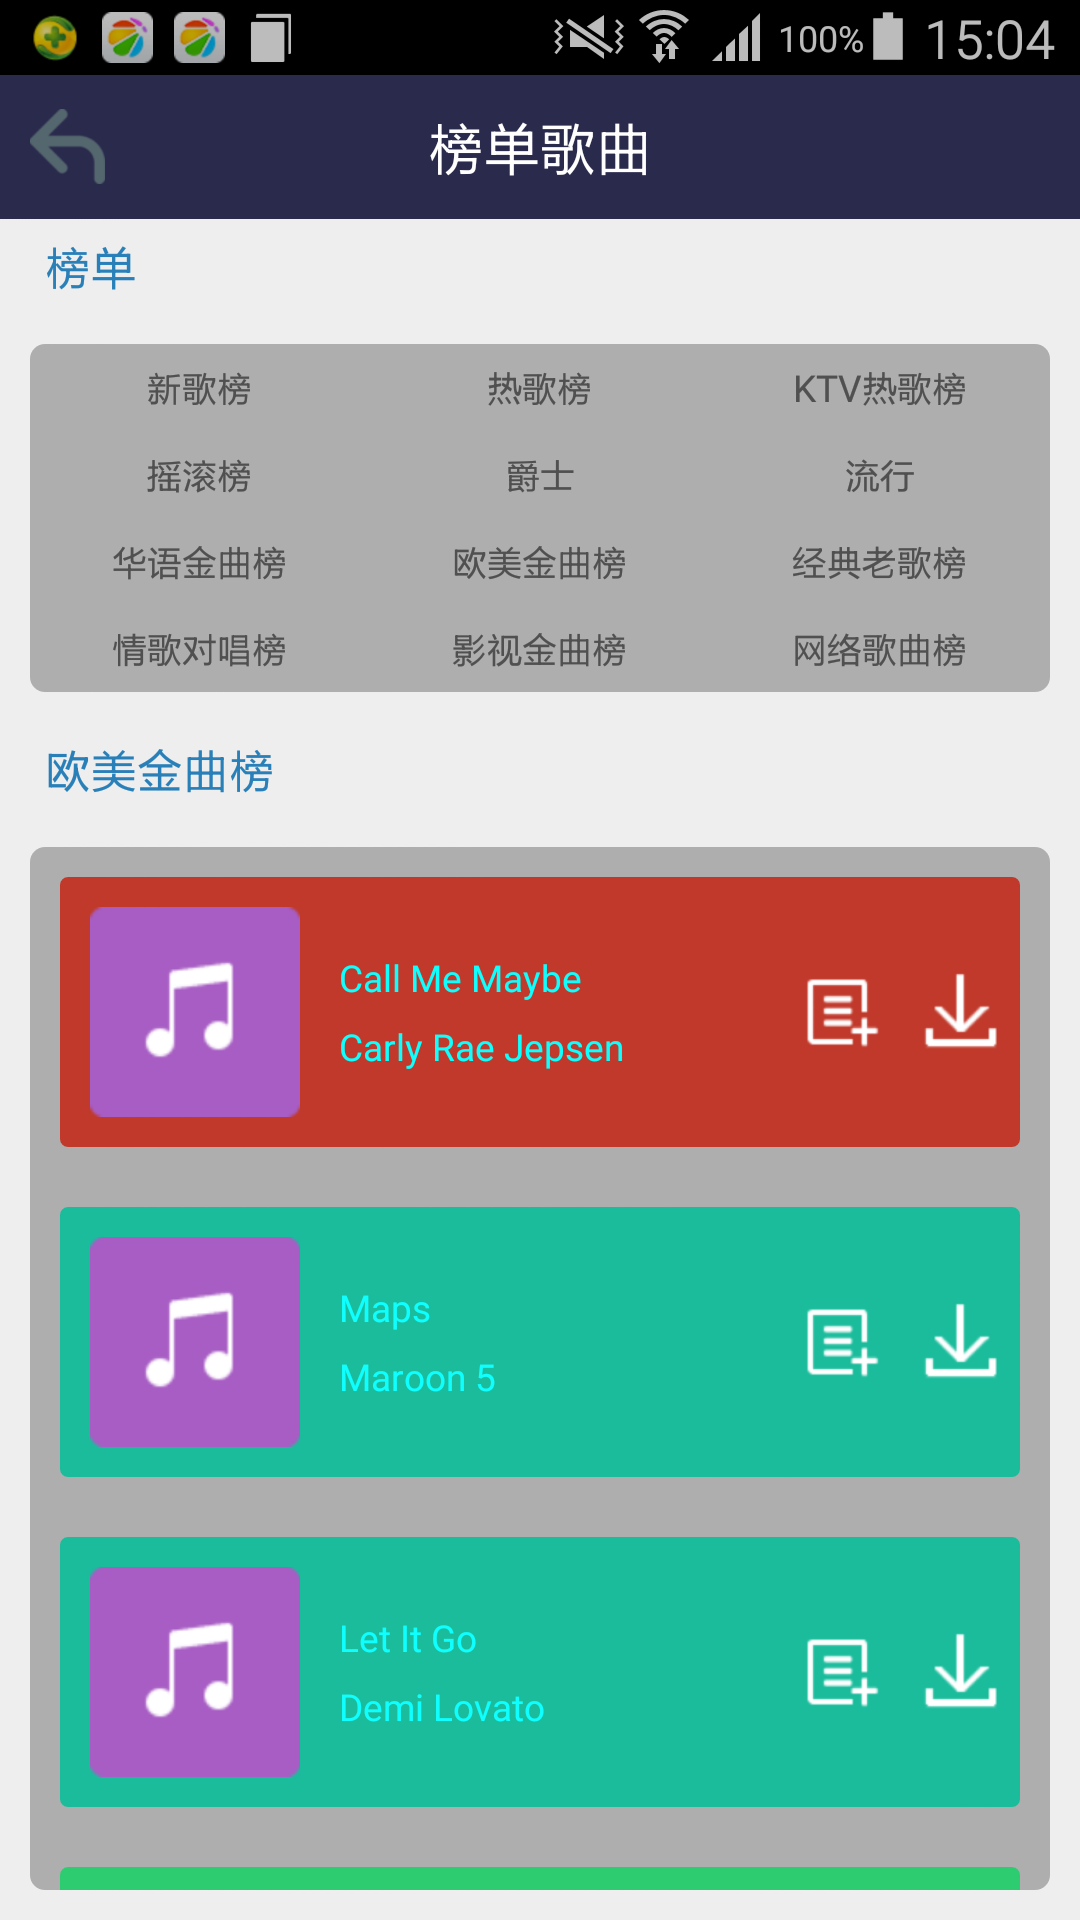 100% 15:04
榜单歌曲
榜单
新歌榜 热歌榜 KTV热歌榜
摇滚榜 爵士 流行
华语金曲榜 欧美金曲榜 经典老歌榜
情歌对唱榜 影视金曲榜 网络歌曲榜
欧美金曲榜
Call Me Maybe
Carly Rae Jepsen
Maps
Maroon 5
Let It Go
Demi Lovato